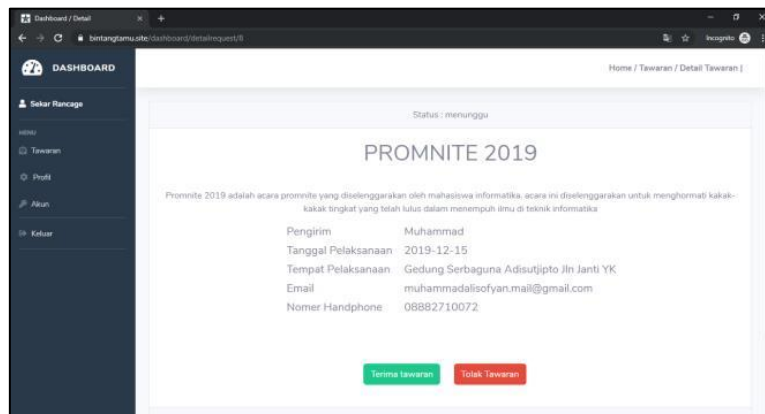 Dashboard / Detail
bintangtamu.site/dashboard/detailrequest/8
Incognito
DASHBOARD
Home / Tawaran / Detail Tawaran |
Sekar Rancage
MENU
Tawaran
Profil
Akun
Keluar
Status : menunggu
PROMNITE 2019
Promnite 2019 adalah acara promnite yang diselenggarakan oleh mahasiswa informatika. acara ini diselenggarakan untuk menghormati kakak-
kakak tingkat yang telah lulus dalam menempuh ilmu di teknik informatika
Pengirim Muhammad
Tanggal Pelaksanaan 2019-12-15
Tempat Pelaksanaan Gedung Serbaguna Adisutjipto Jln Janti YK
Email muhammadalisofyan.mail@gmail.com
Nomer Handphone 08882710072
Terima tawaran Tolak Tawaran